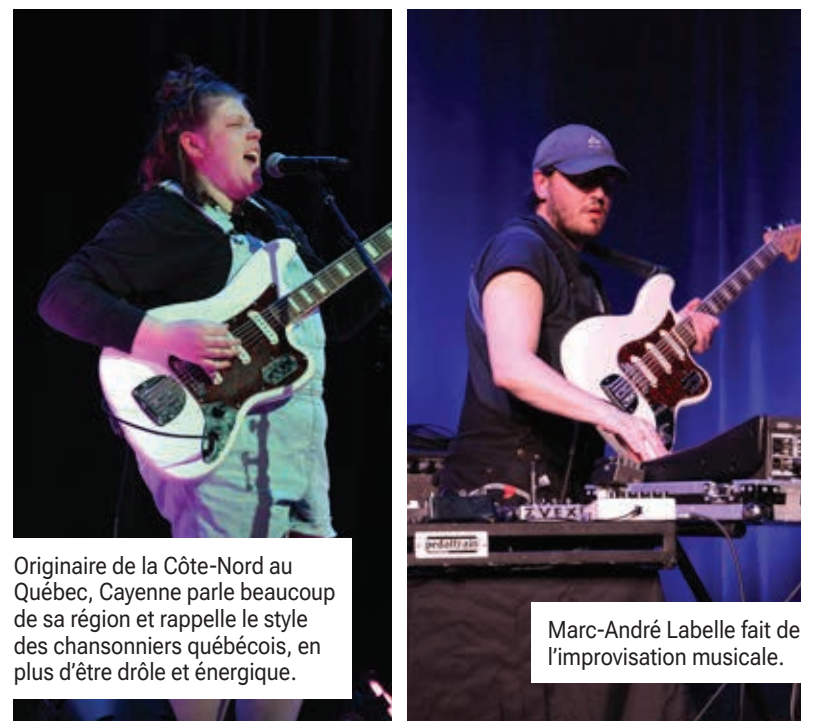 Originaire de la Côte-Nord au
Québec, Cayenne parle beaucoup
de sa région et rappelle le style
des chansonniers québécois, en
plus d’être drôle et énergique.
ZVEX
pedaltrain
Marc-André Labelle fait de
l’improvisation musicale.